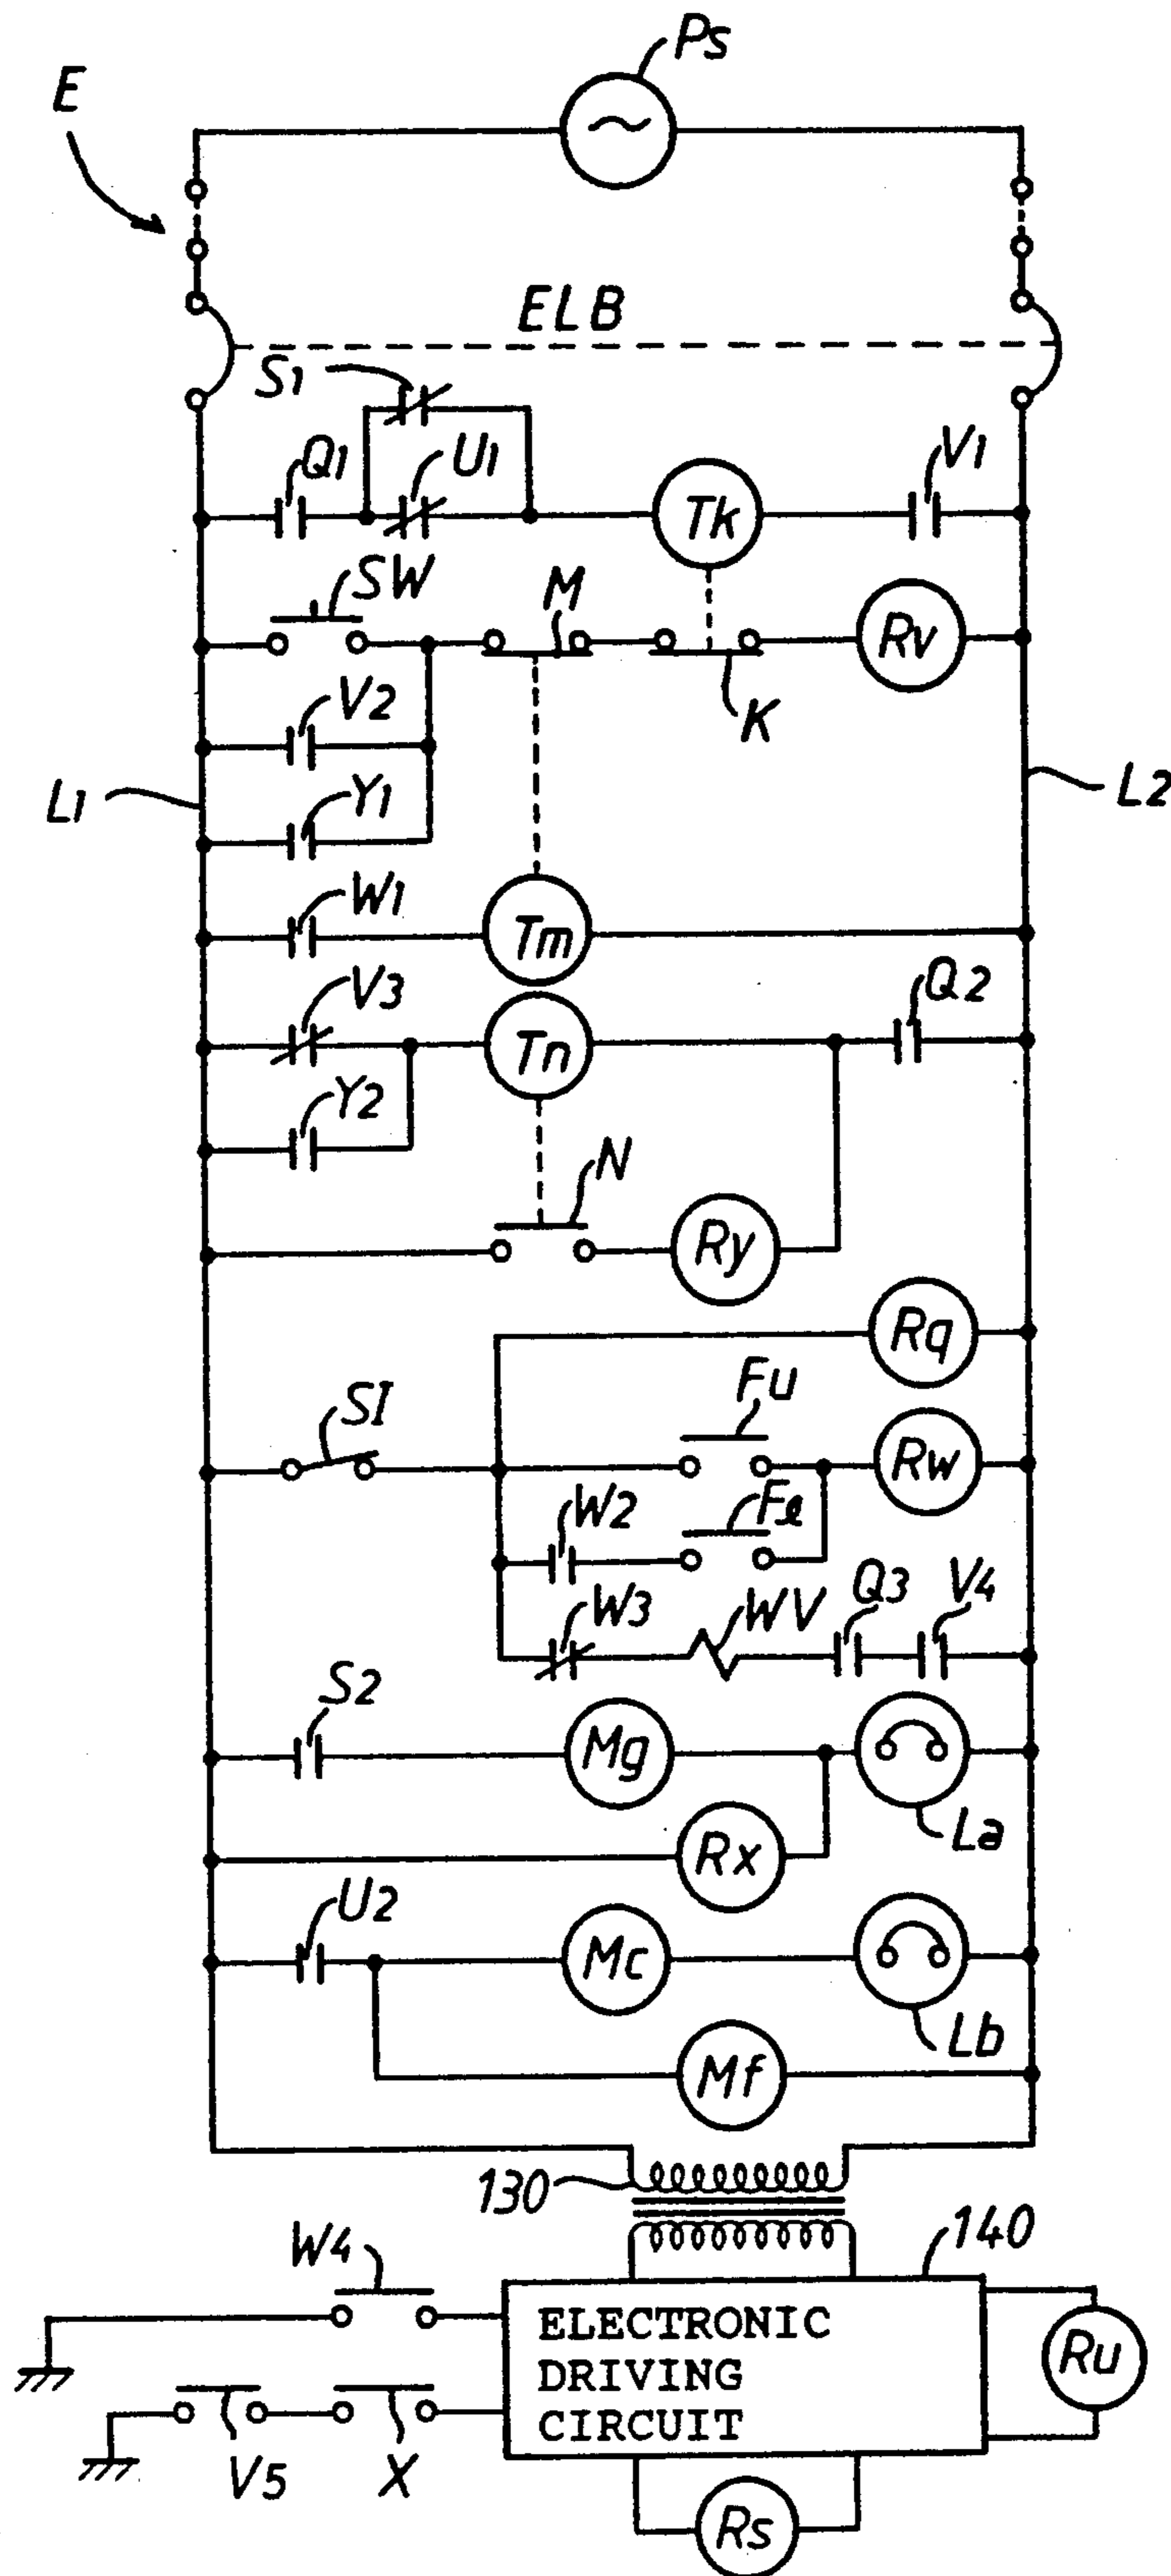 Ps
E
ELB
S1
Q1
U1
V1
Tk
SW
M
Rv
K
V2
L1
L2
Y1
W1
Tm
V3
Q2
Tn
Y2
N
Ry
Rq
SI
Fu
Rw
W2
Fl
W3
WV
Q3
V4
S2
Mg
La
Rx
U2
Mc
Lb
Mf
130
140
W4
ELECTRONIC
DRIVING
CIRCUIT
Ru
V5
X
Rs